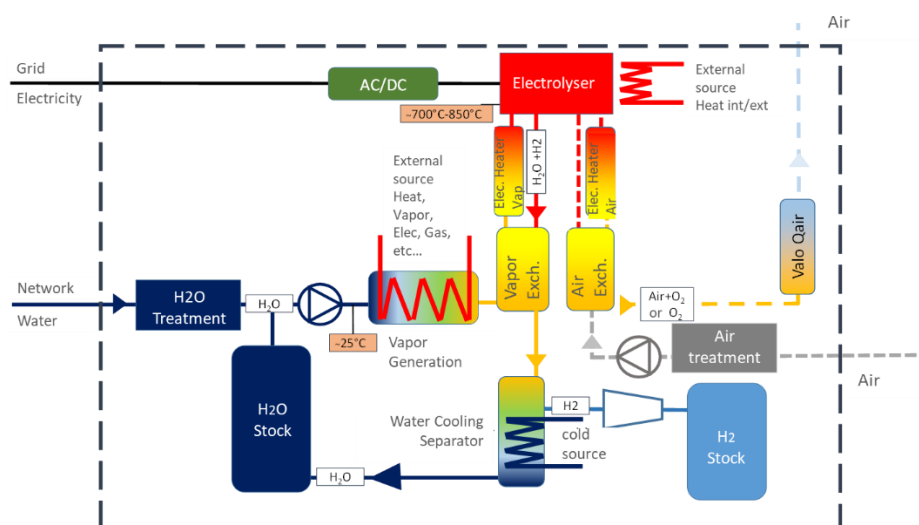 Air
Grid
Electricity
AC/DC
Electrolyser
External
source
Heat int/ext
~700°C-850°C
Elec. Heater
Vap
H₂O +H2
Elec. Heater
Air
External
source
Heat,
Vapor,
Elec, Gas,
etc...
Vapor
Exch.
Air
Exch.
Valo Qair
Network
Water
H2O
Treatment
H₂O
~25°C
Vapor
Generation
Air+O₂
or O₂
Air
treatment
Air
H2O
Stock
Water Cooling
Separator
H2
cold
source
H2
Stock
H₂O